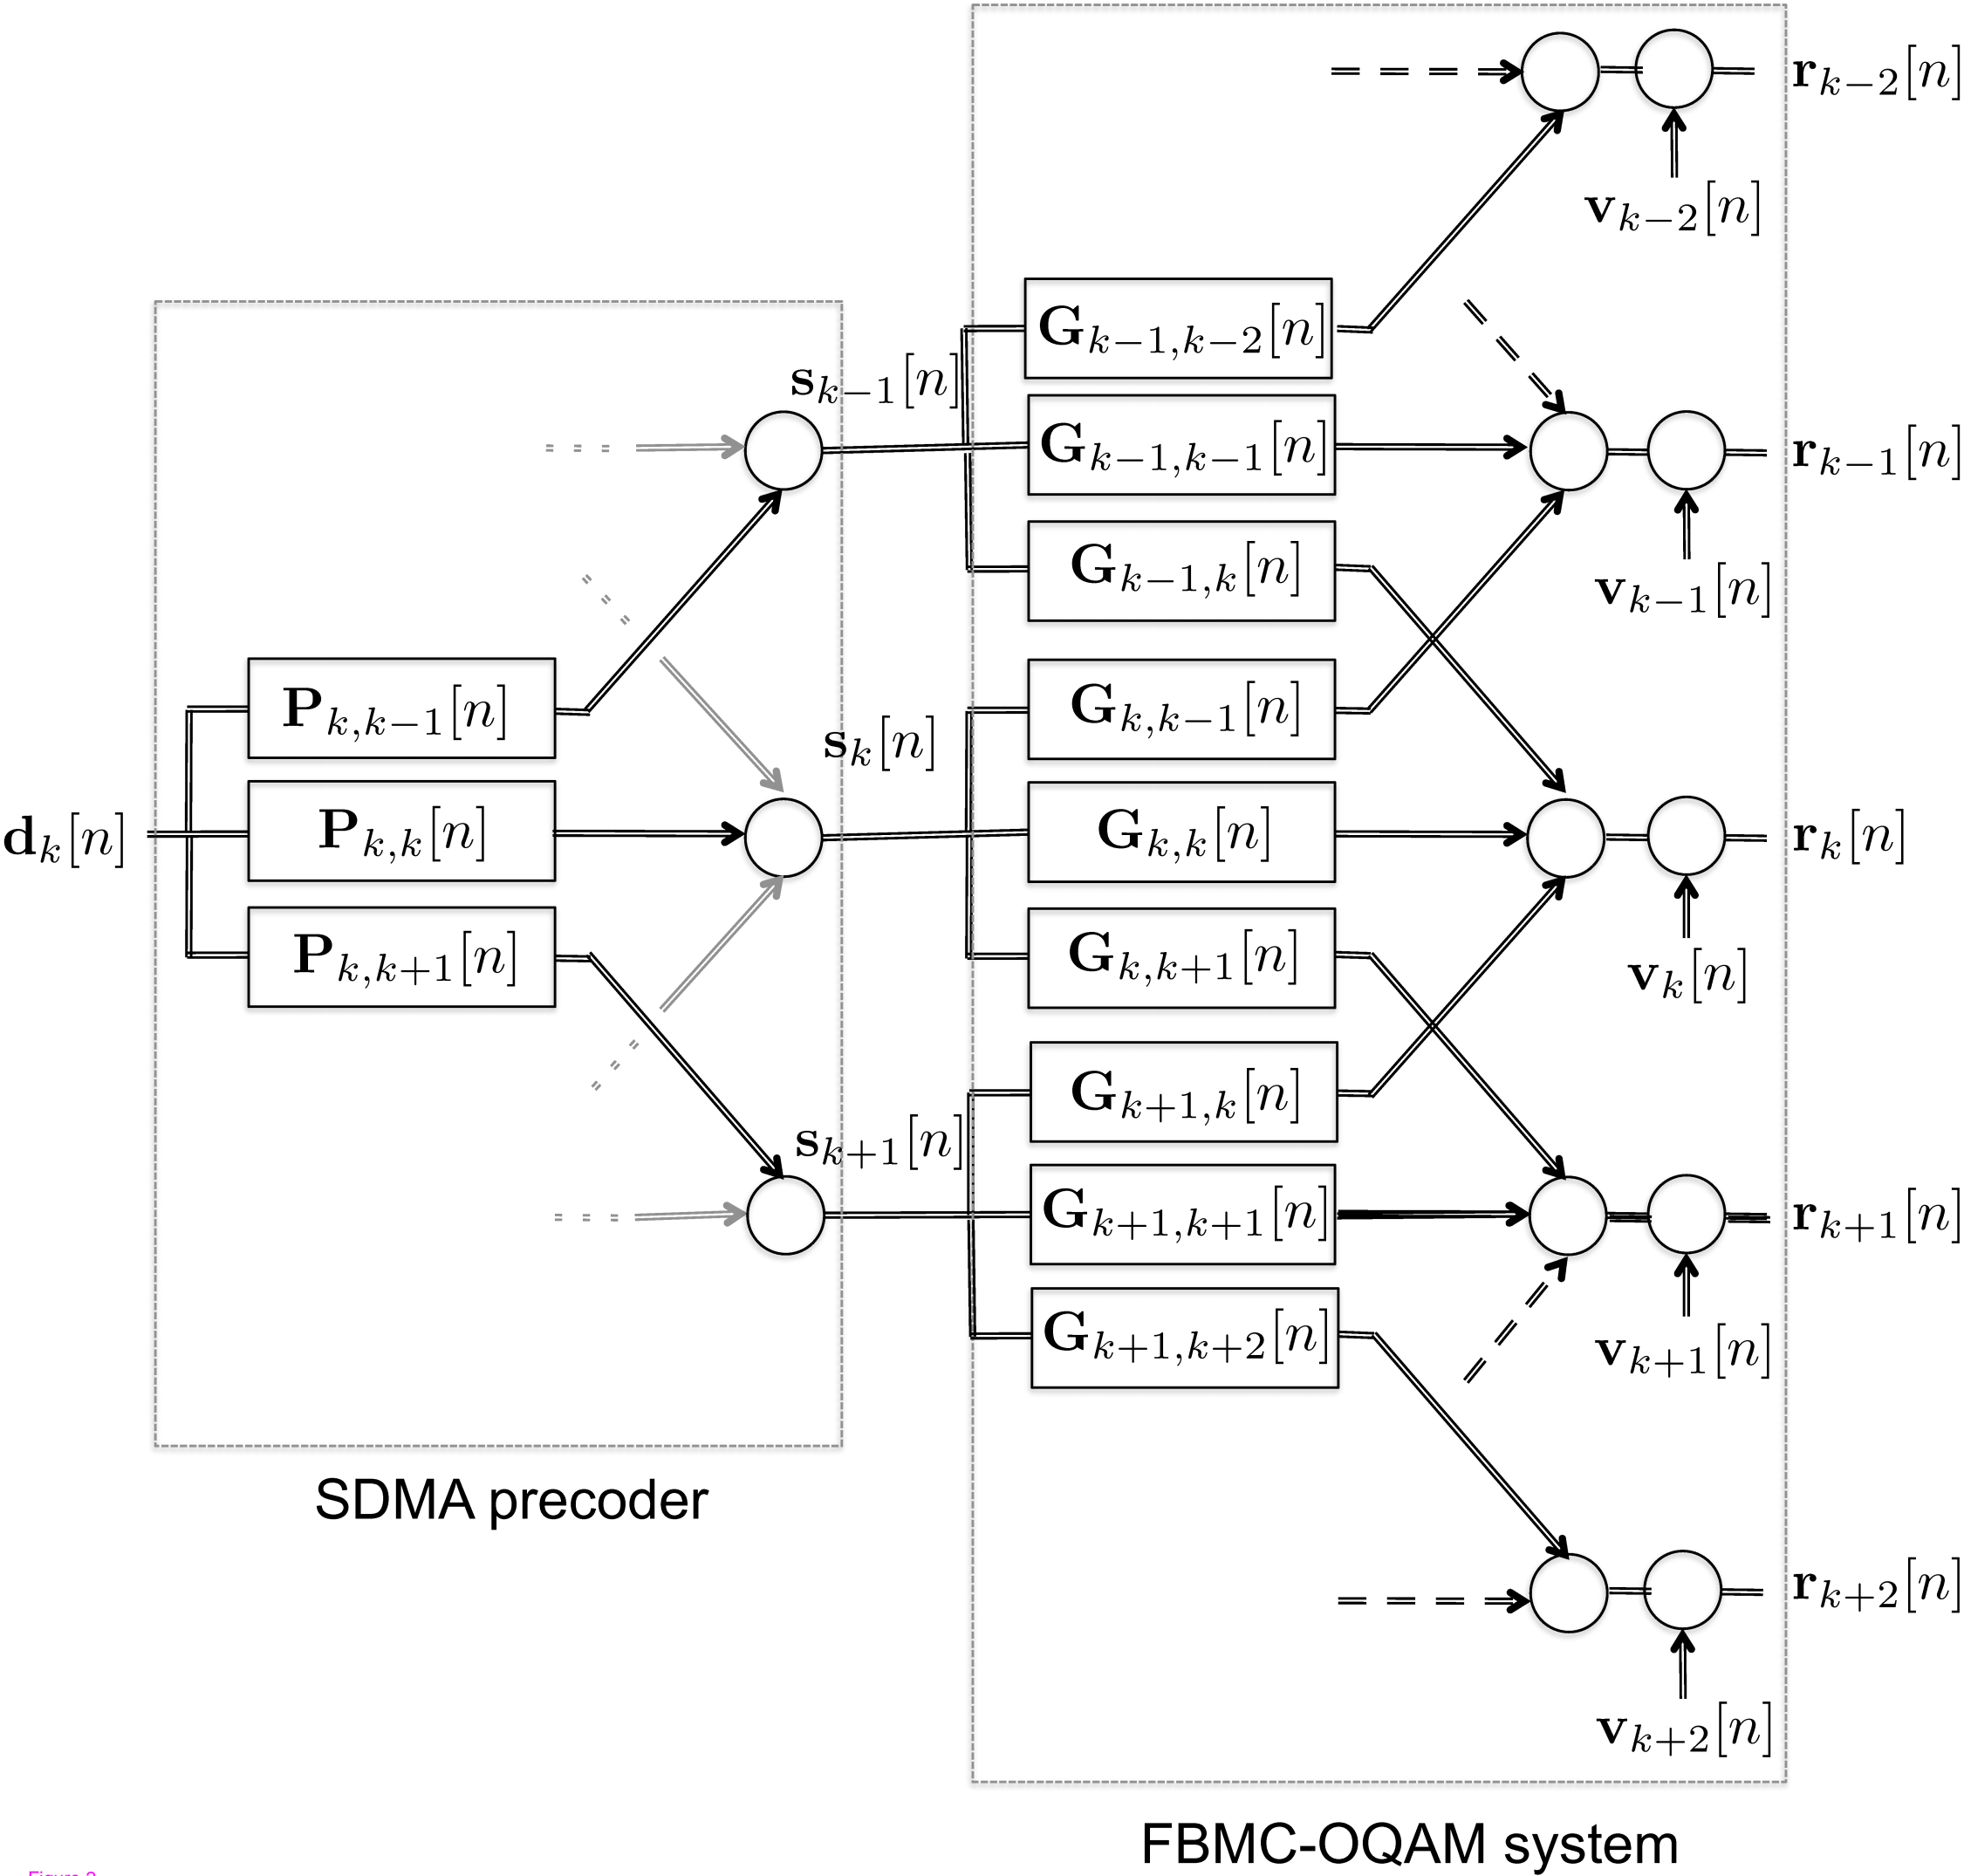 r_{k−2}[n]
v_{k−2}[n]
G_{k−1,k−2}[n]
s_{k−1}[n]
G_{k−1,k−1}[n]
r_{k−1}[n]
G_{k−1,k}[n]
v_{k−1}[n]
P_{k,k−1}[n]
s_k[n]
G_{k,k−1}[n]
d_k[n]
P_{k,k}[n]
G_{k,k}[n]
r_k[n]
P_{k,k+1}[n]
G_{k,k+1}[n]
v_k[n]
G_{k+1,k}[n]
s_{k+1}[n]
G_{k+1,k+1}[n]
r_{k+1}[n]
G_{k+1,k+2}[n]
v_{k+1}[n]
SDMA precoder
r_{k+2}[n]
v_{k+2}[n]
FBMC-OQAM system